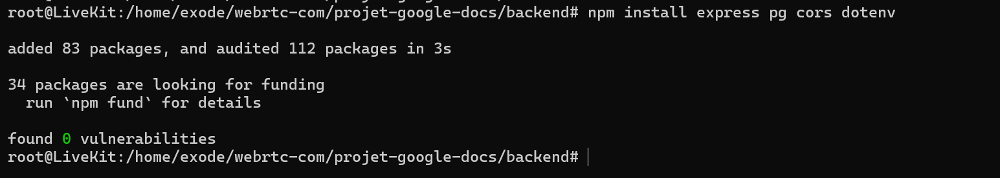 root@LiveKit:/home/exode/webrtc-com/projet-google-docs/backend# npm install express pg cors dotenv
added 83 packages, and audited 112 packages in 3s
34 packages are looking for funding
  run `npm fund` for details
found 0 vulnerabilities
root@LiveKit:/home/exode/webrtc-com/projet-google-docs/backend#